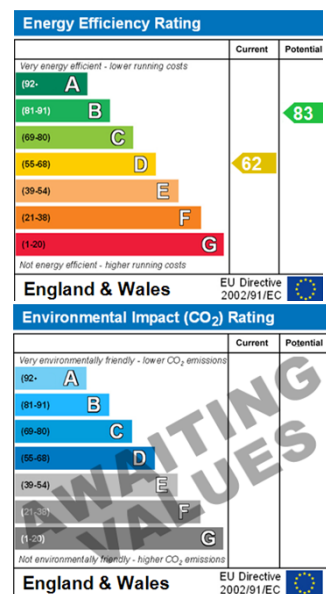 Energy Efficiency Rating
Current Potential
Very energy efficient - lower running costs
(92- A
(81-91) B
83
(69-80) C
(55-68) D
62
(39-54) E
(21-38) F
(1-20) G
Not energy efficient - higher running costs
England & Wales
EU Directive
2002/91/EC
Environmental Impact (CO₂) Rating
Current Potential
Very environmentally friendly - lower CO₂ emissions
(92- A
(81-91) B
(69-80) C
(55-68) D
(39-54) E
(21-38) F
(1-20) G
Not environmentally friendly - higher CO₂ emissions
AWAITING
VALUES
England & Wales
EU Directive
2002/91/EC